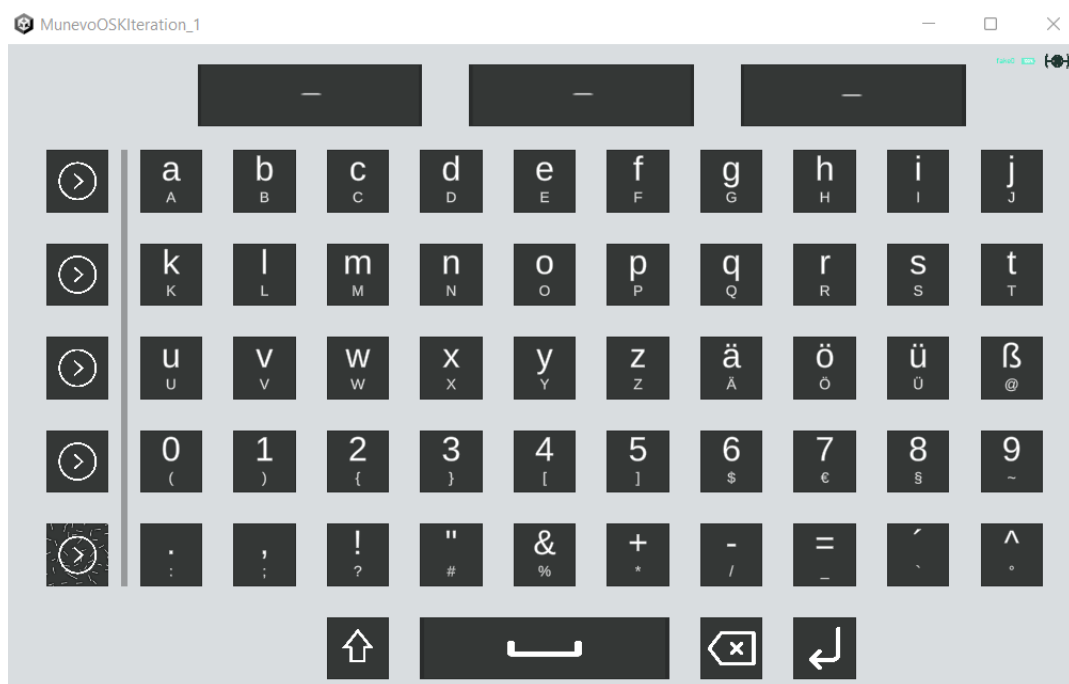 MunevoOSKIteration_1
— — —
a b c d e f g h i j
A B C D E F G H I J
k l m n o p q r s t
K L M N O P Q R S T
u v w x y z ä ö ü ß
U V W X Y Z Ä Ö Ü @
0 1 2 3 4 5 6 7 8 9
( ) { } [ ] $ € § ~
. , ! " & + - = ´ ^
: ; ? # % * / _ ` °